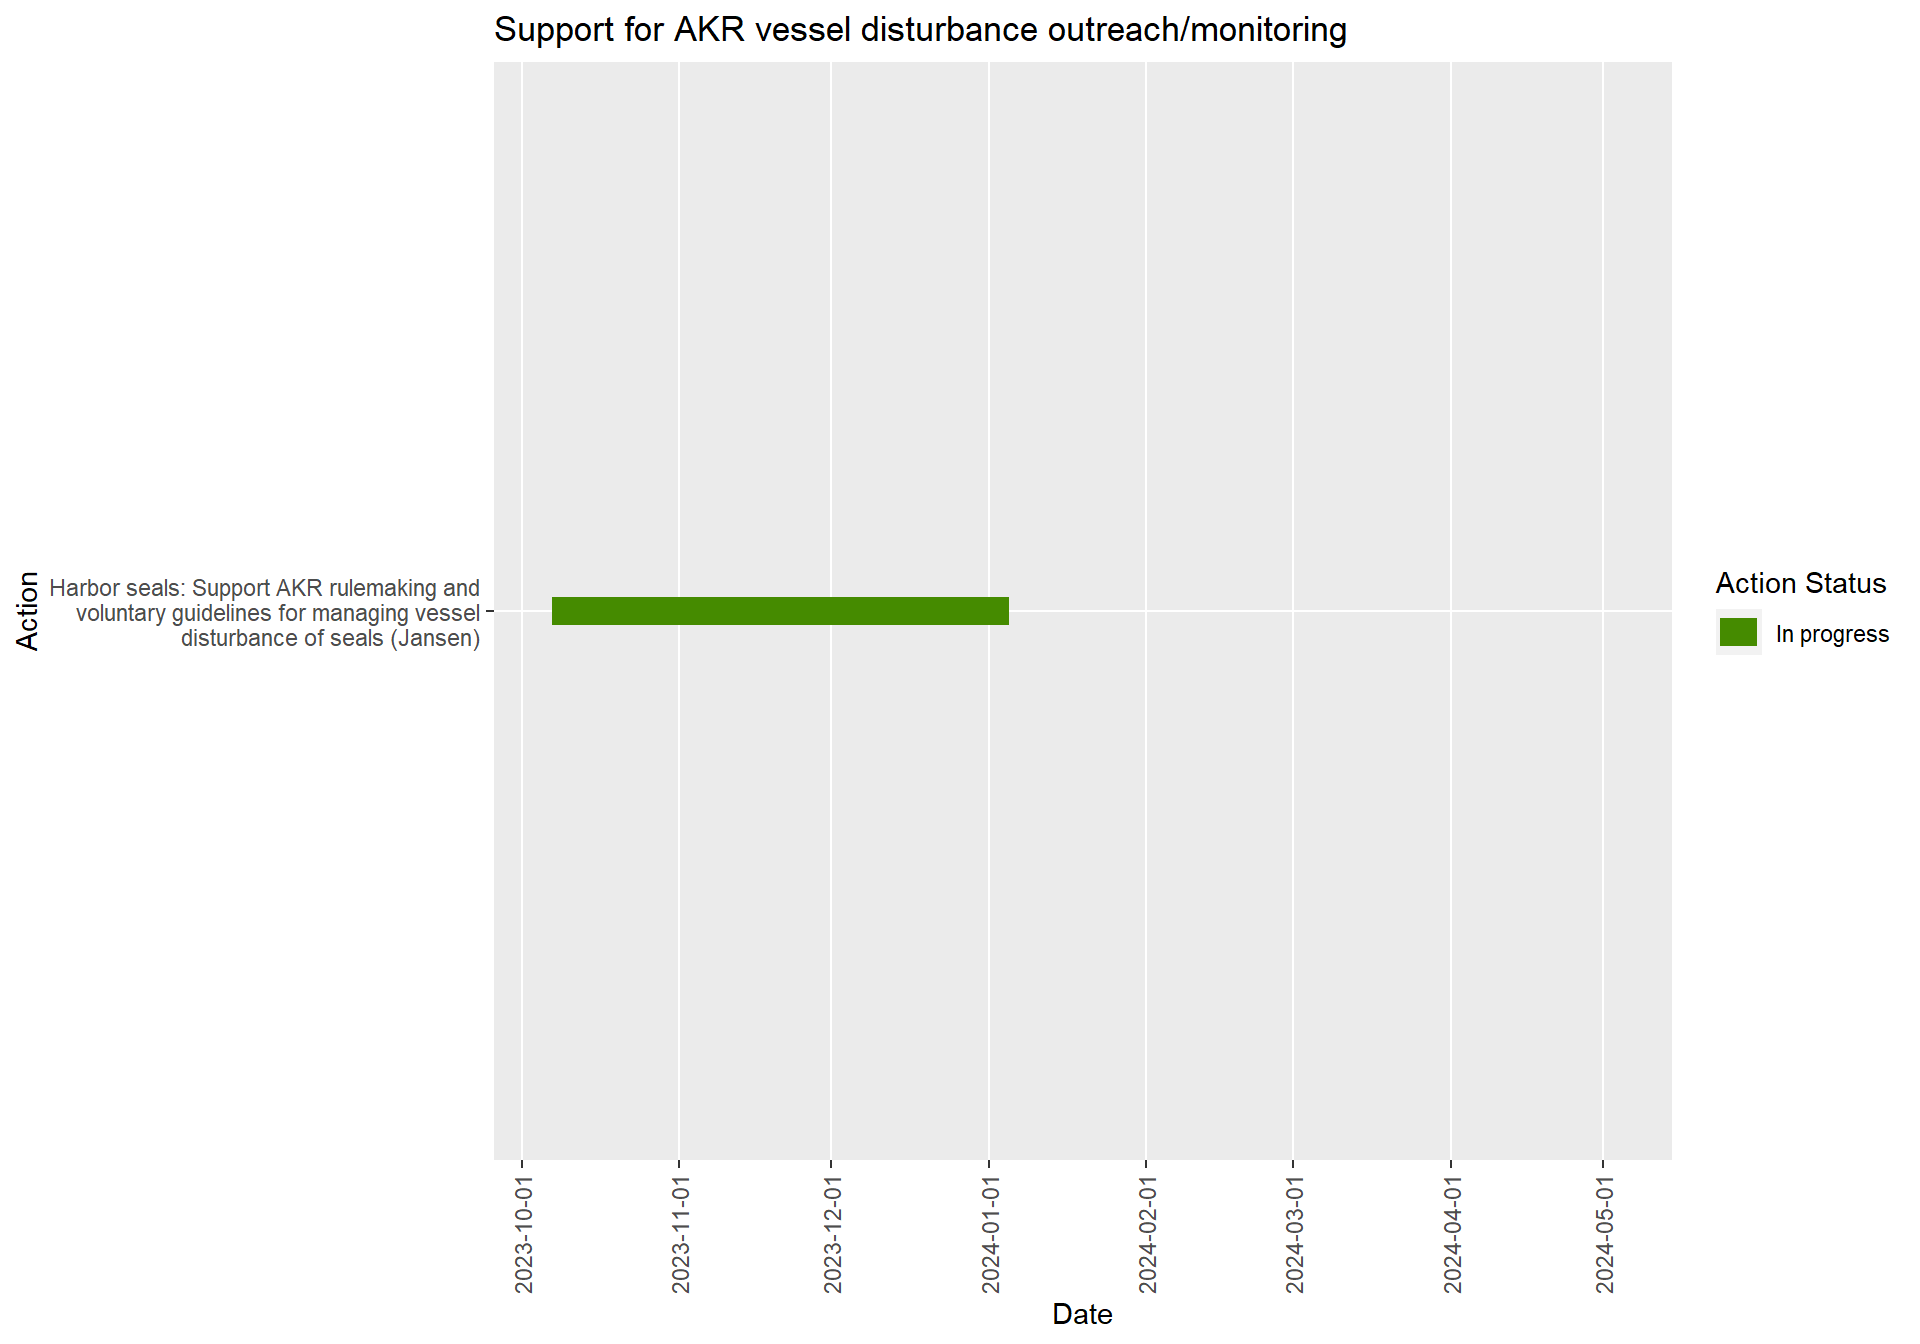 Support for AKR vessel disturbance outreach/monitoring
Action
Harbor seals: Support AKR rulemaking and
voluntary guidelines for managing vessel
disturbance of seals (Jansen)
Action Status
In progress
2023-10-01
2023-11-01
2023-12-01
2024-01-01
2024-02-01
2024-03-01
2024-04-01
2024-05-01
Date